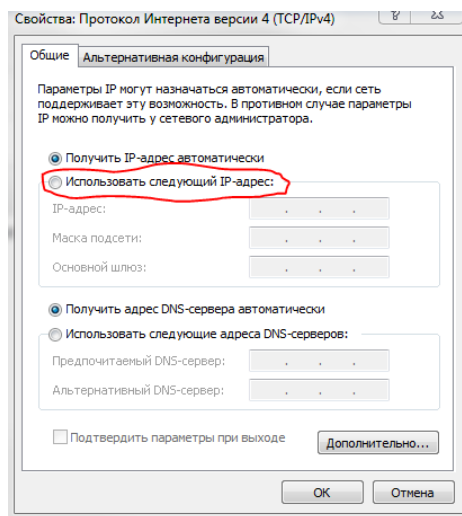 Свойства: Протокол Интернета версии 4 (TCP/IPv4)
Общие Альтернативная конфигурация
Параметры IP могут назначаться автоматически, если сеть
поддерживает эту возможность. В противном случае параметры
IP можно получить у сетевого администратора.
Получить IP-адрес автоматически
Использовать следующий IP-адрес:
IP-адрес:
Маска подсети:
Основной шлюз:
Получить адрес DNS-сервера автоматически
Использовать следующие адреса DNS-серверов:
Предпочитаемый DNS-сервер:
Альтернативный DNS-сервер:
Подтвердить параметры при выходе
Дополнительно...
ОК Отмена